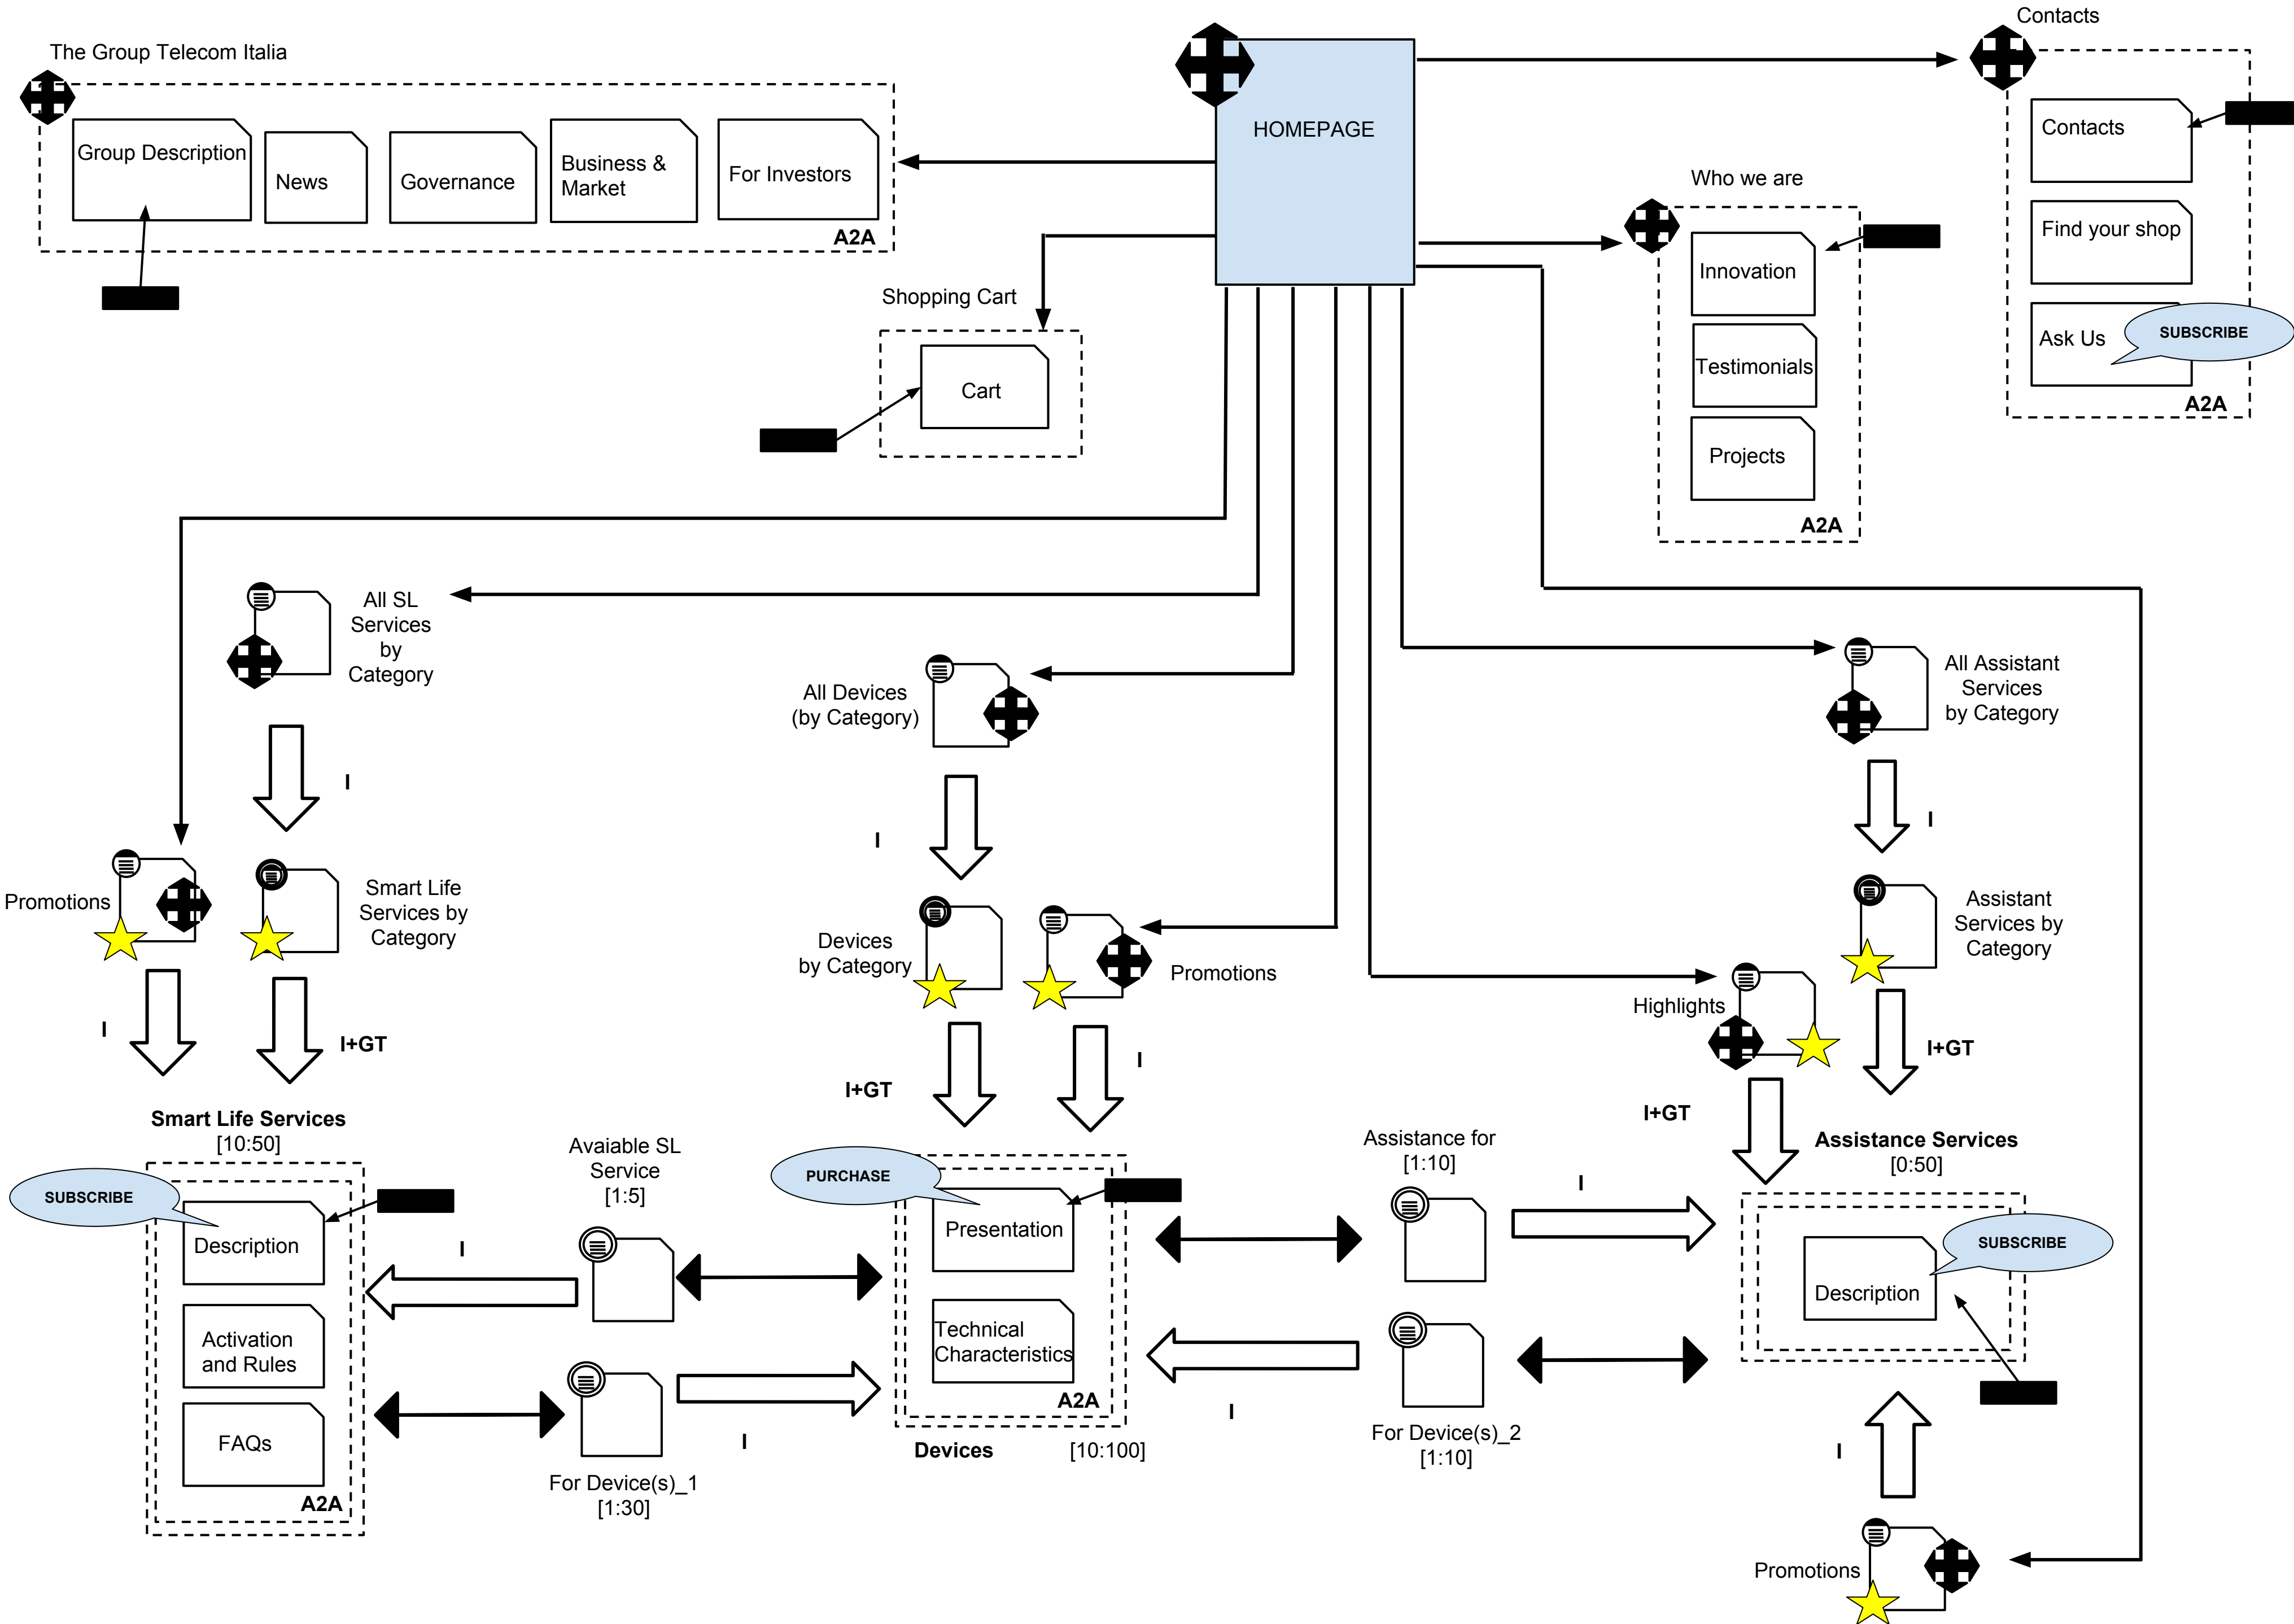 Contacts
The Group Telecom Italia
HOMEPAGE
Group Description
News
Governance
Business &
Market
For Investors
A2A
Contacts
Find your shop
Ask Us
SUBSCRIBE
A2A
Who we are
Innovation
Testimonials
Projects
A2A
Shopping Cart
Cart
All SL
Services
by
Category
I
All Devices
(by Category)
I
All Assistant
Services
by Category
I
Promotions
Smart Life
Services by
Category
I
I+GT
Devices
by Category
Promotions
I+GT
I
Assistant
Services by
Category
Highlights
I+GT
I+GT
Smart Life Services
[10:50]
SUBSCRIBE
Description
Activation
and Rules
FAQs
A2A
Avaiable SL
Service
[1:5]
I
For Device(s)_1
[1:30]
I
PURCHASE
Presentation
Technical
Characteristics
A2A
Devices
[10:100]
Assistance for
[1:10]
I
For Device(s)_2
[1:10]
I
Assistance Services
[0:50]
SUBSCRIBE
Description
I
Promotions